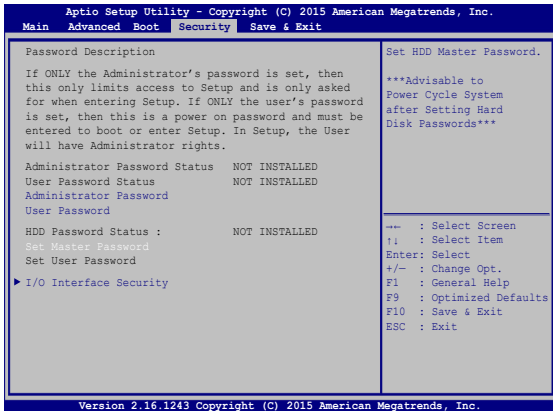 Aptio Setup Utility - Copyright (C) 2015 American Megatrends, Inc.
Main Advanced Boot Security Save & Exit
Password Description
If ONLY the Administrator's password is set, then
this only limits access to Setup and is only asked
for when entering Setup. If ONLY the user's password
is set, then this is a power on password and must be
entered to boot or enter Setup. In Setup, the User
will have Administrator rights.
Administrator Password Status NOT INSTALLED
User Password Status NOT INSTALLED
Administrator Password
User Password
HDD Password Status : NOT INSTALLED
Set Master Password
Set User Password
I/O Interface Security
Set HDD Master Password.
***Advisable to
Power Cycle System
after Setting Hard
Disk Passwords***
→← : Select Screen
↑↓ : Select Item
Enter: Select
+/— : Change Opt.
F1 : General Help
F9 : Optimized Defaults
F10 : Save & Exit
ESC : Exit
Version 2.16.1243 Copyright (C) 2015 American Megatrends, Inc.